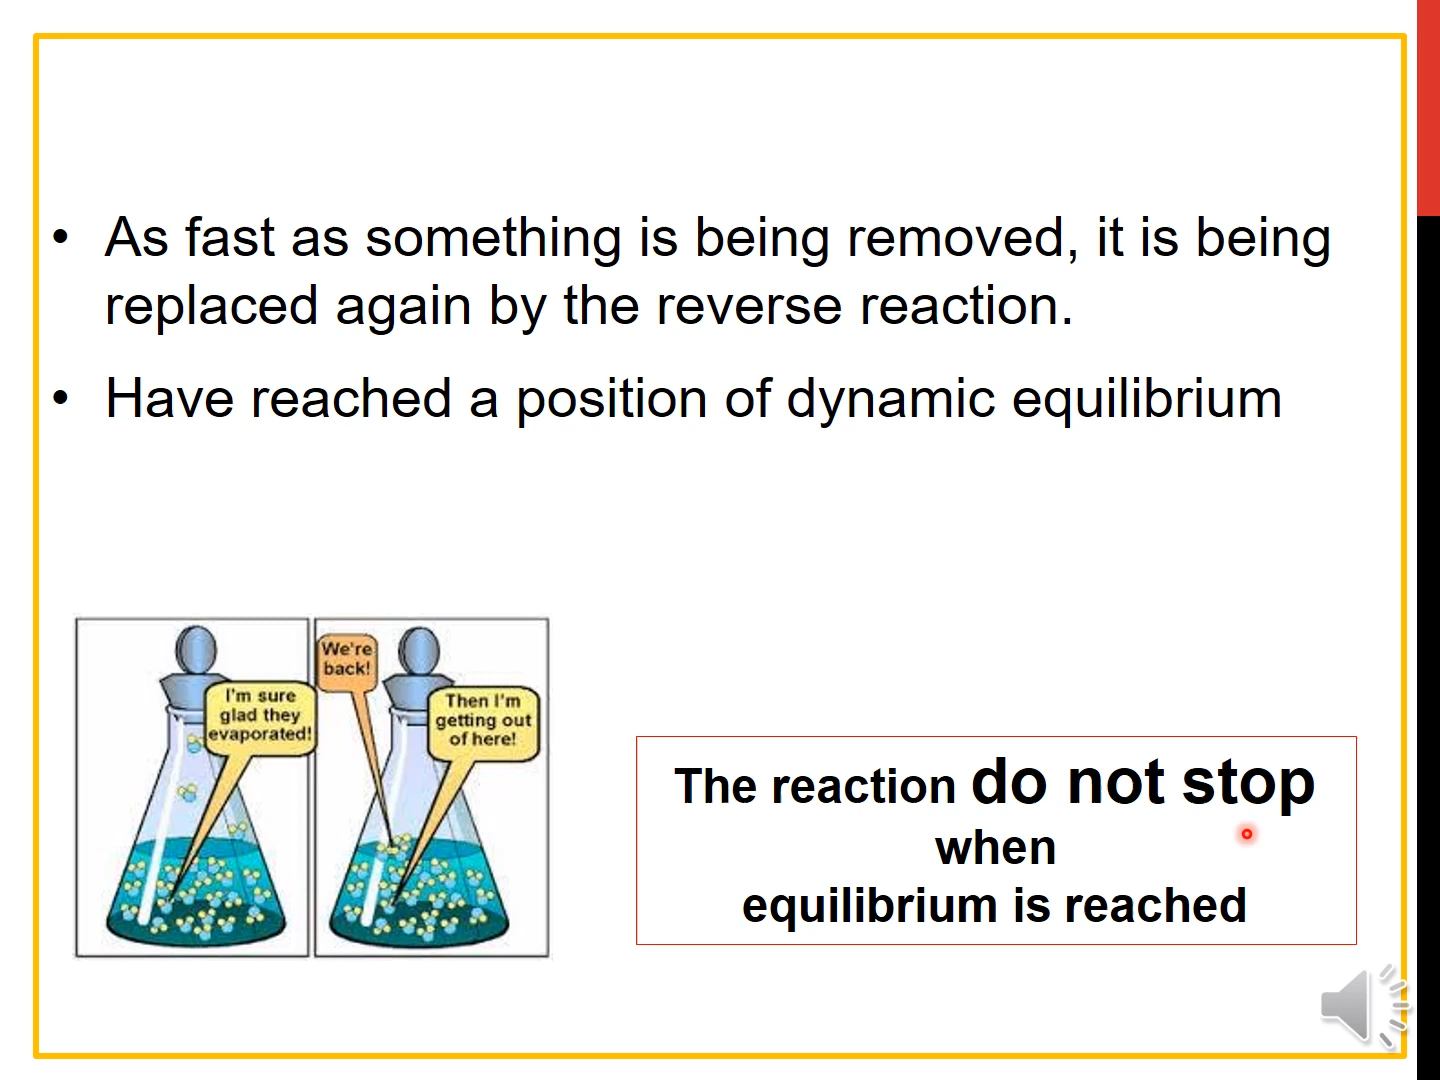 • As fast as something is being removed, it is being
replaced again by the reverse reaction.
• Have reached a position of dynamic equilibrium
I'm sure
glad they
evaporated!
We're
back!
Then I'm
getting out
of here!
The reaction do not stop
when
equilibrium is reached